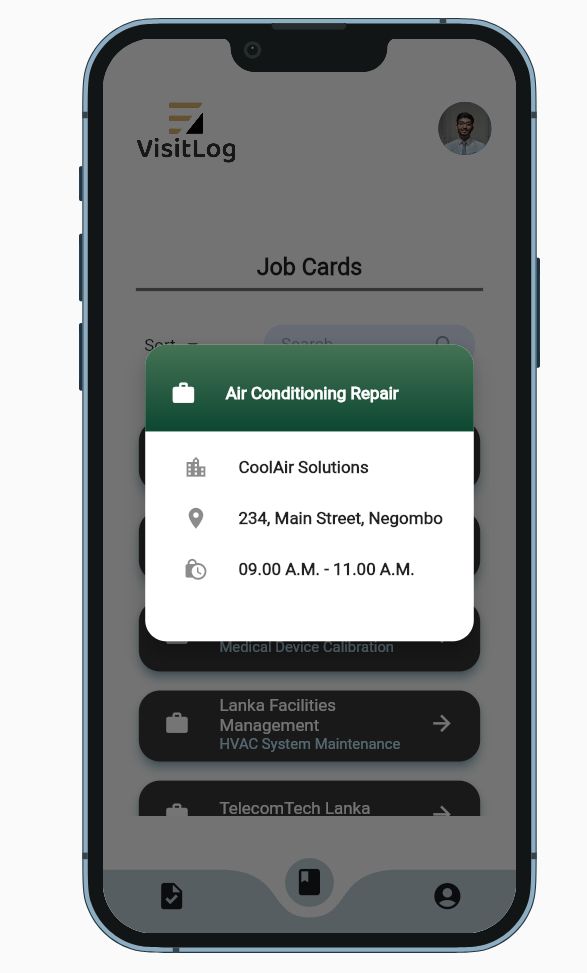 VisitLog
Job Cards
Sort
Search
Air Conditioning Repair
CoolAir Solutions
234, Main Street, Negombo
09.00 A.M. - 11.00 A.M.
Medical Device Calibration
Lanka Facilities
Management
HVAC System Maintenance
TelecomTech Lanka